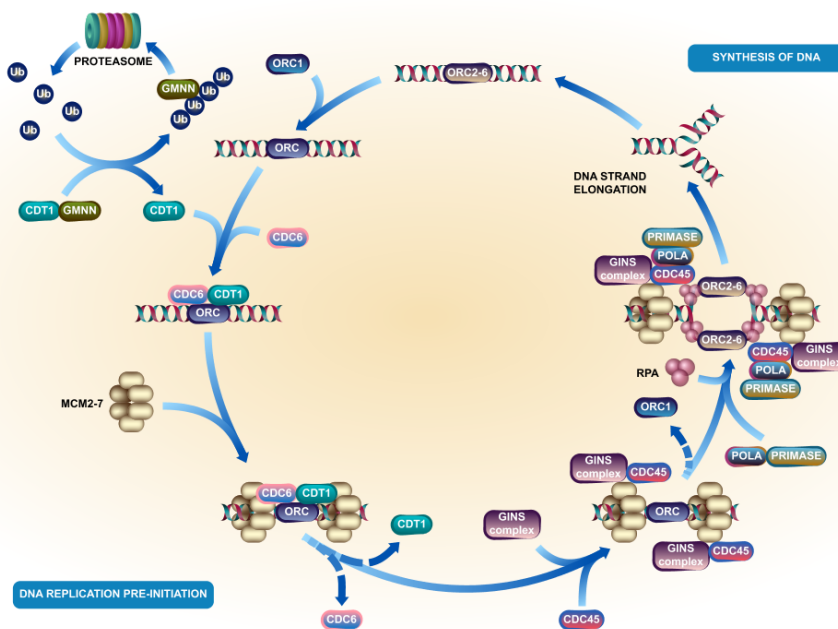 PROTEASOME
Ub
Ub
Ub
Ub
Ub
GMNN
Ub
Ub
Ub
Ub
CDT1
GMNN
CDT1
ORC1
ORC2-6
SYNTHESIS OF DNA
ORC
CDC6
DNA STRAND
ELONGATION
CDC6
CDT1
ORC
PRIMASE
POLA
GINS
complex
CDC45
ORC2-6
ORC2-6
CDC45
GINS
complex
POLA
PRIMASE
RPA
ORC1
MCM2-7
POLA
PRIMASE
GINS
complex
CDC45
CDC6
CDT1
ORC
CDT1
GINS
complex
ORC
GINS
complex
CDC45
DNA REPLICATION PRE-INITIATION
CDC6
CDC45